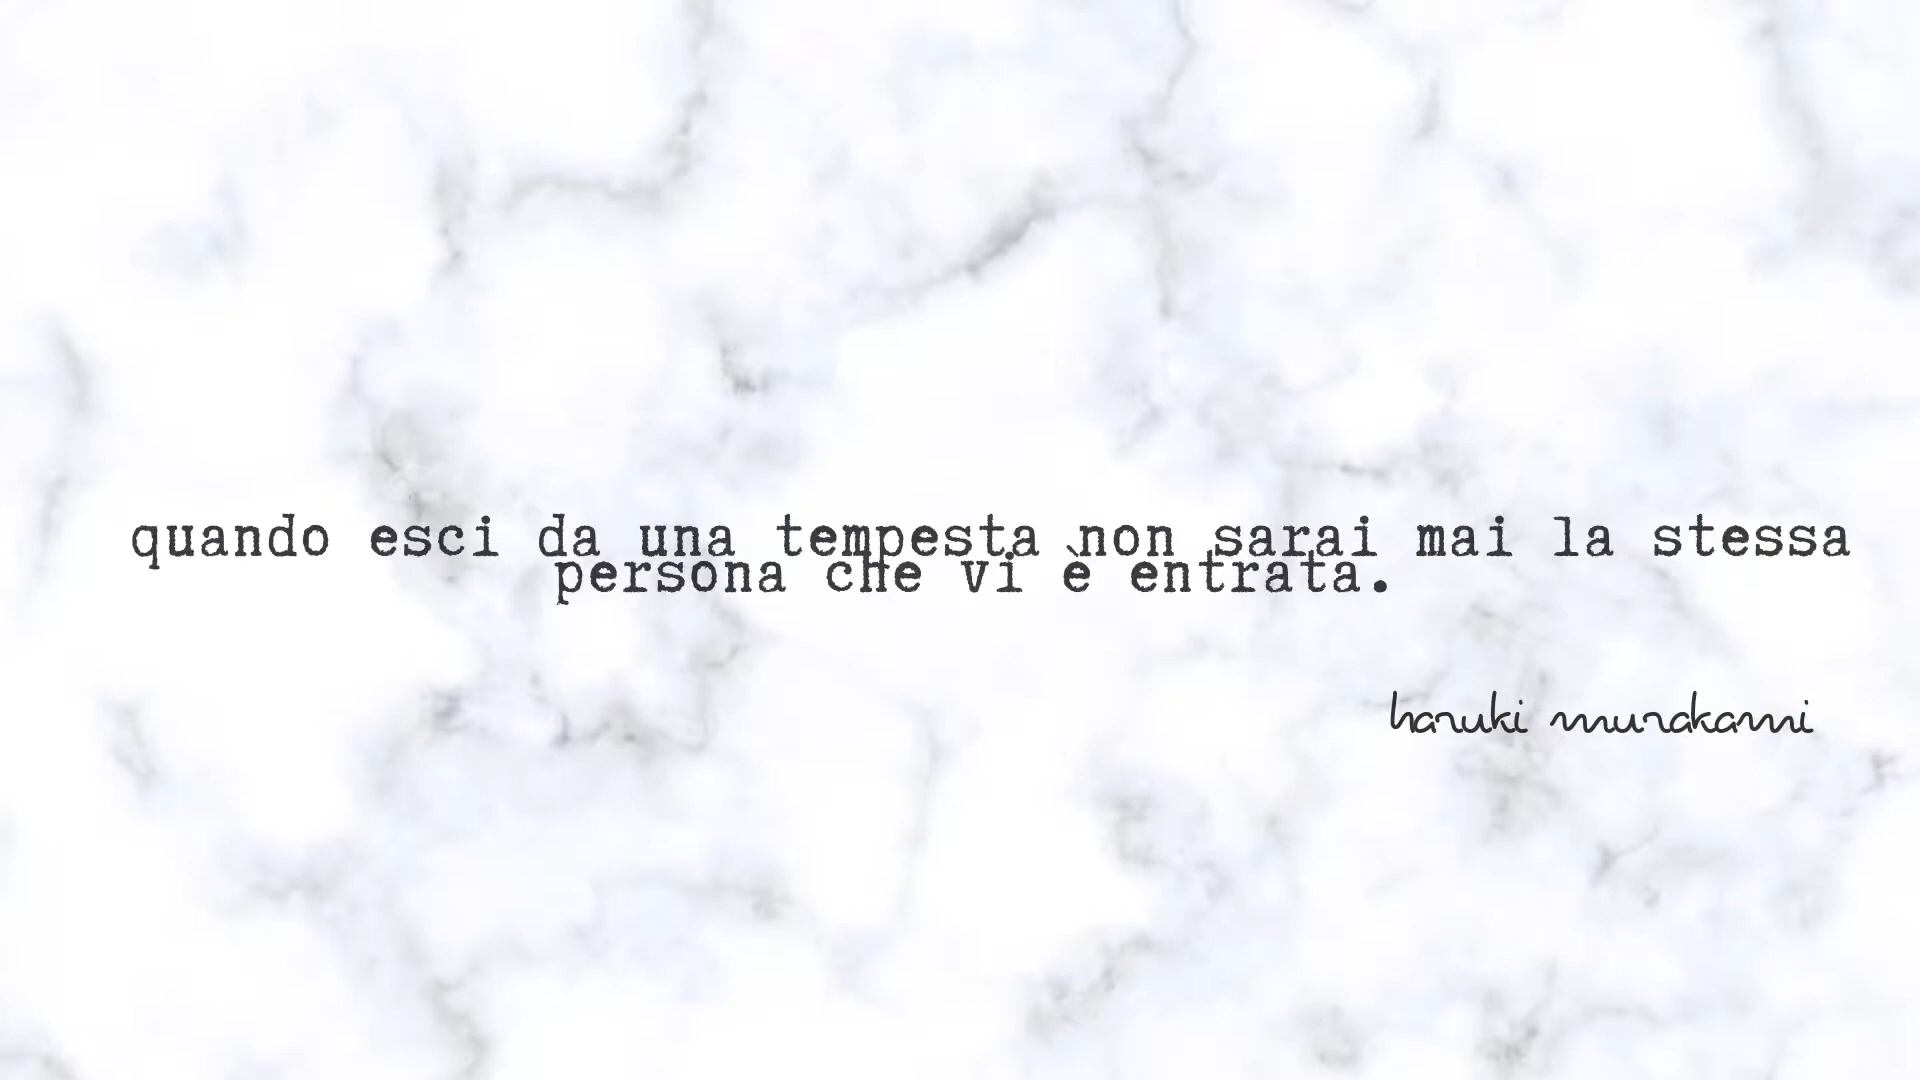 quando esci da una tempesta non sarai mai la stessa
persona che vi è entrata.
haruki murakami